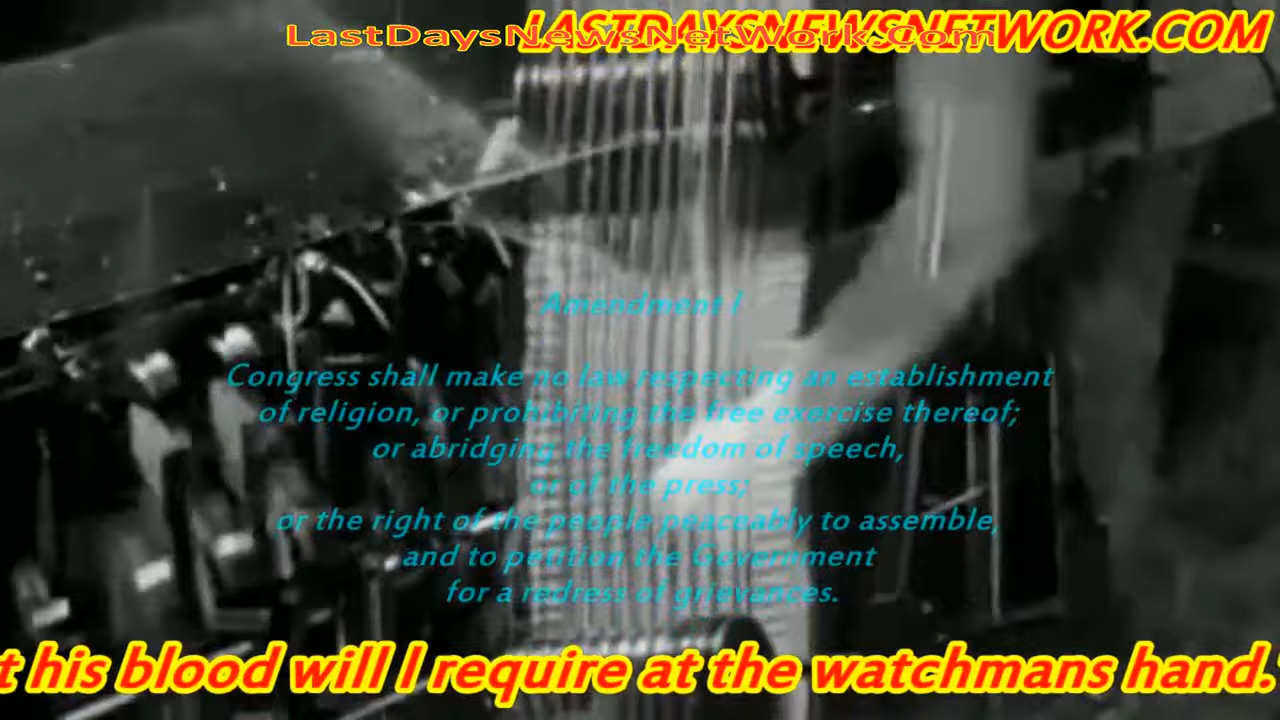 LASTDAYSNEWSNETWORK.COM
LastDaysNewsNetWork.Com
Amendment I
Congress shall make no law respecting an establishment
of religion, or prohibiting the free exercise thereof;
or abridging the freedom of speech,
or of the press;
or the right of the people peaceably to assemble,
and to petition the Government
for a redress of grievances.
t his blood will I require at the watchmans hand.